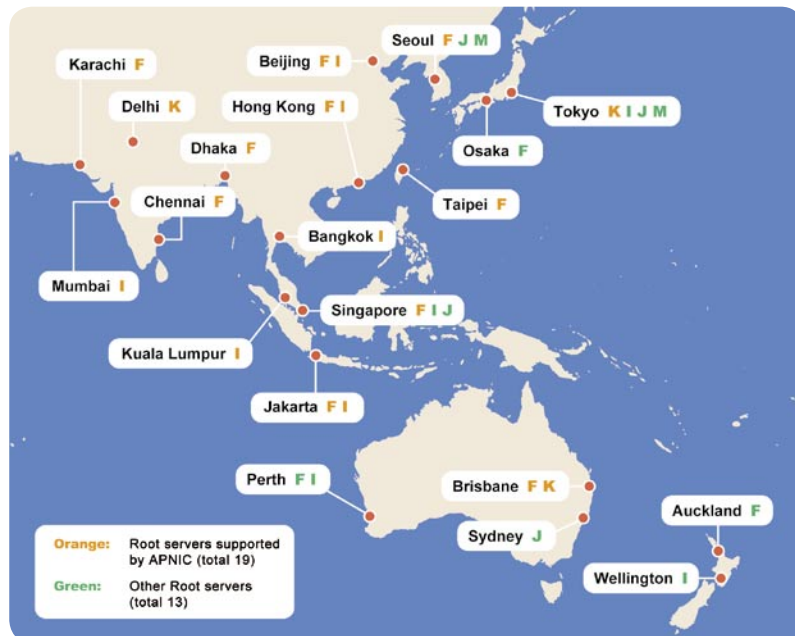 Seoul F J M
Karachi F
Beijing F I
Delhi K
Hong Kong F I
Tokyo K I J M
Dhaka F
Osaka F
Chennai F
Taipei F
Bangkok I
Mumbai I
Singapore F I J
Kuala Lumpur I
Jakarta F I
Perth F I
Brisbane F K
Auckland F
Sydney J
Wellington I
Orange: Root servers supported
by APNIC (total 19)
Green: Other Root servers
(total 13)